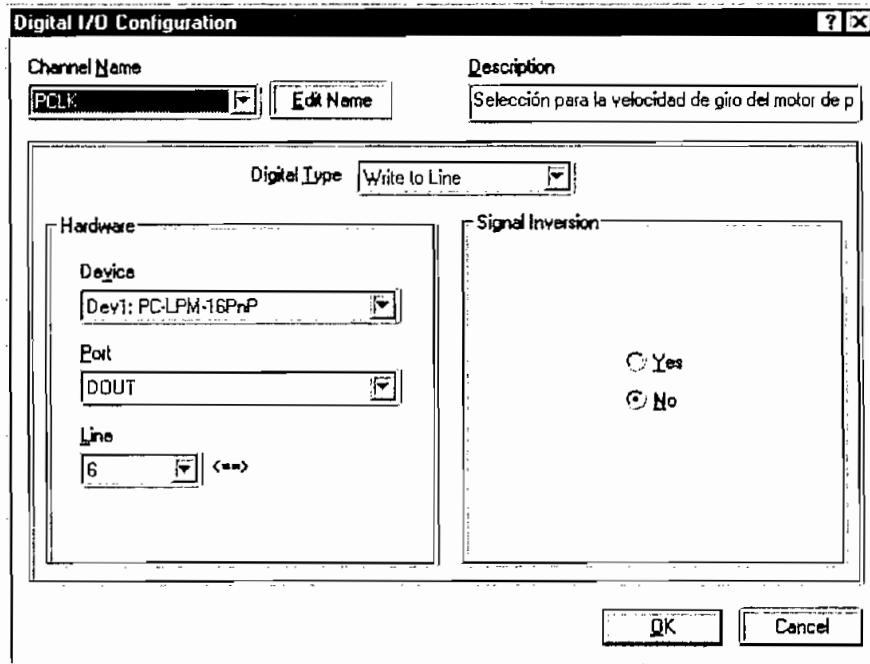 Digital I/O Configuration
Channel Name
Description
PCLK
Edit Name
Selección para la velocidad de giro del motor de p
Digital Type
Write to Line
Hardware
Signal Inversion
Device
Dev1: PC-LPM-16PnP
Port
DOUT
Yes
No
Line
6 <==>
OK
Cancel